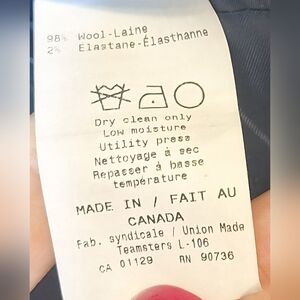 98% Wool-Laine
2% Elastane-Élasthanne
Dry clean only
Low moisture
Utility press
Nettoyage à sec
Repasser à basse
température
MADE IN / FAIT AU
CANADA
Fab. syndicale / Union Made
Teamsters L-106
CA 01129 RN 90736